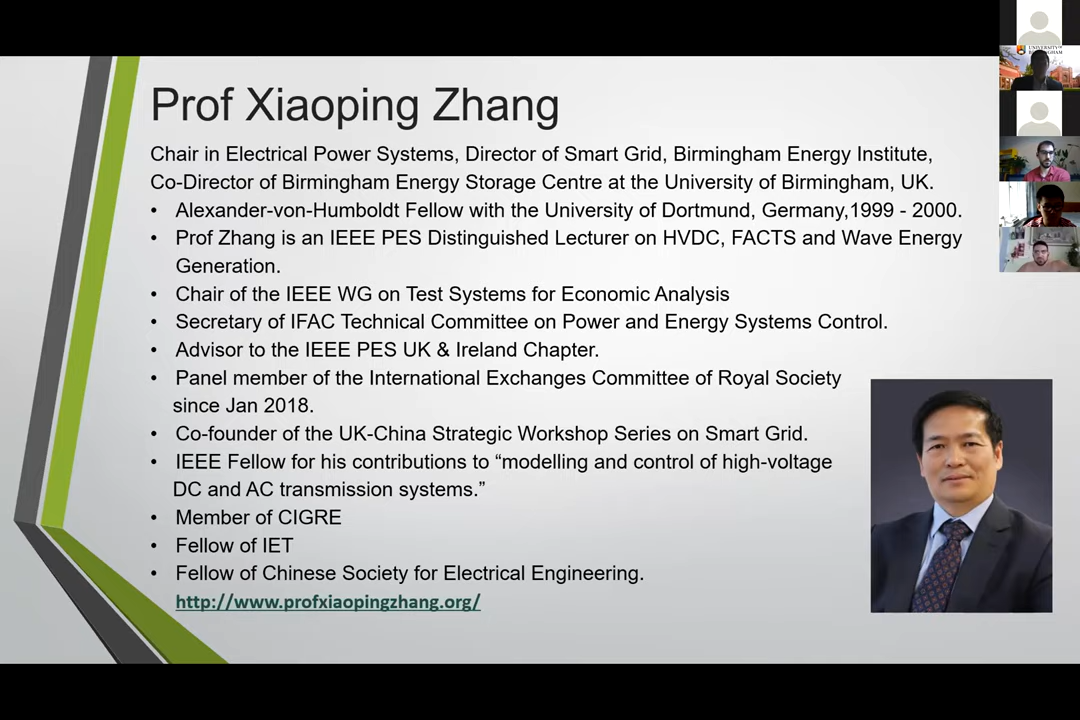 Prof Xiaoping Zhang
Chair in Electrical Power Systems, Director of Smart Grid, Birmingham Energy Institute,
Co-Director of Birmingham Energy Storage Centre at the University of Birmingham, UK.
• Alexander-von-Humboldt Fellow with the University of Dortmund, Germany,1999 - 2000.
• Prof Zhang is an IEEE PES Distinguished Lecturer on HVDC, FACTS and Wave Energy
Generation.
• Chair of the IEEE WG on Test Systems for Economic Analysis
• Secretary of IFAC Technical Committee on Power and Energy Systems Control.
• Advisor to the IEEE PES UK & Ireland Chapter.
• Panel member of the International Exchanges Committee of Royal Society
since Jan 2018.
• Co-founder of the UK-China Strategic Workshop Series on Smart Grid.
• IEEE Fellow for his contributions to “modelling and control of high-voltage
DC and AC transmission systems.”
• Member of CIGRE
• Fellow of IET
• Fellow of Chinese Society for Electrical Engineering.
http://www.profxiaopingzhang.org/
UNIVERSITY OF
BIRMINGHAM